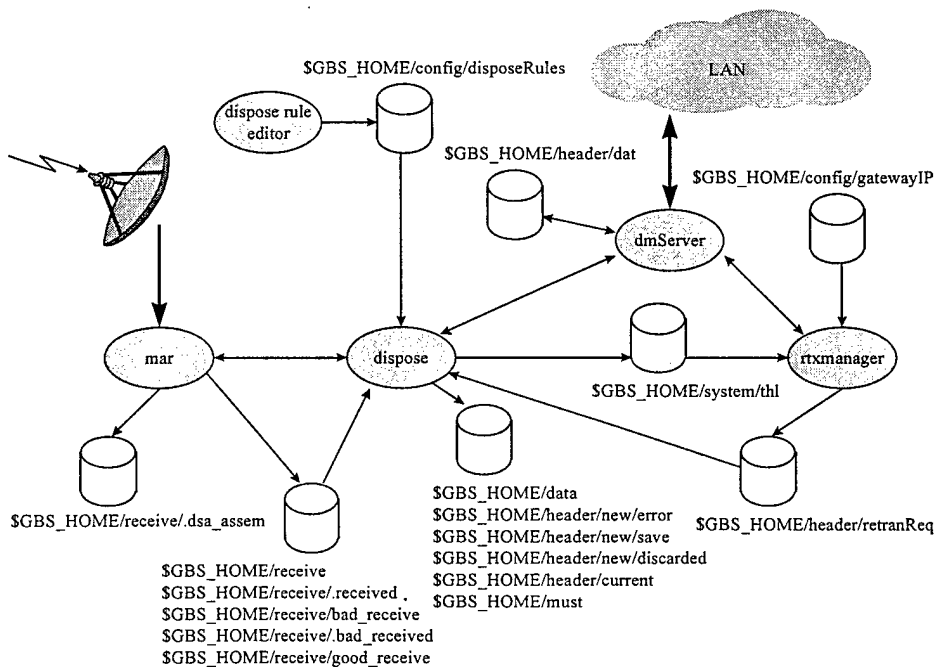 $GBS_HOME/config/disposeRules
LAN
dispose rule
editor
$GBS_HOME/header/dat
$GBS_HOME/config/gatewayIP
dmServer
mar
dispose
rtxmanager
$GBS_HOME/system/thl
$GBS_HOME/receive/.dsa_assem
$GBS_HOME/data
$GBS_HOME/header/new/error
$GBS_HOME/header/new/save
$GBS_HOME/header/new/discarded
$GBS_HOME/header/current
$GBS_HOME/must
$GBS_HOME/header/retranReq
$GBS_HOME/receive
$GBS_HOME/receive/.received
$GBS_HOME/receive/bad_receive
$GBS_HOME/receive/.bad_received
$GBS_HOME/receive/good_receive